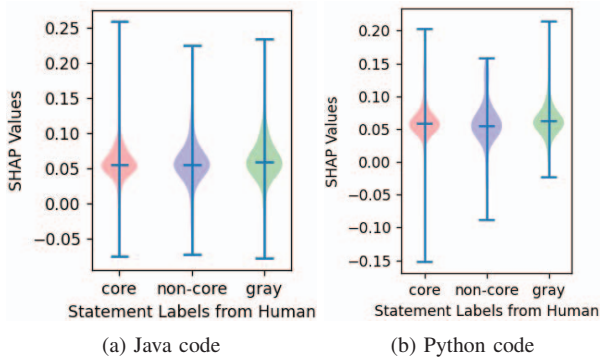 0.25
0.20
0.15
0.10
0.05
0.00
−0.05
SHAP Values
core non-core gray
Statement Labels from Human
(a) Java code
0.20
0.15
0.10
0.05
0.00
−0.05
−0.10
−0.15
SHAP Values
core non-core gray
Statement Labels from Human
(b) Python code